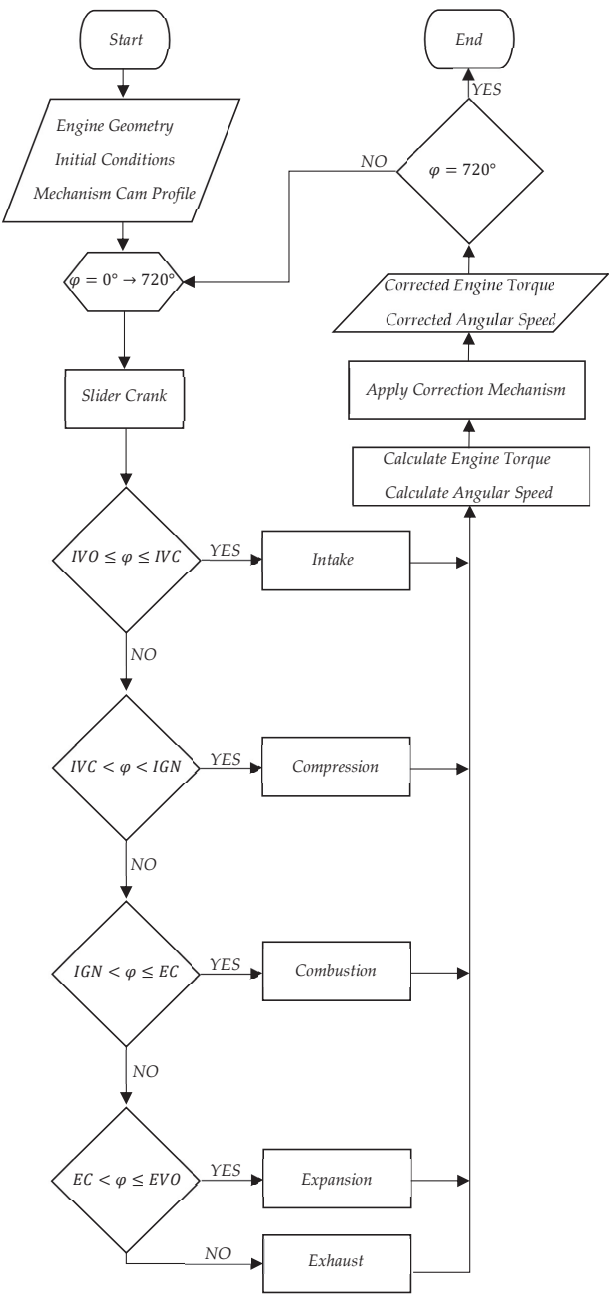 Start
Engine Geometry
Initial Conditions
Mechanism Cam Profile
φ = 0° → 720°
Slider Crank
IVO ≤ φ ≤ IVC
YES
Intake
NO
IVC < φ < IGN
YES
Compression
NO
IGN < φ ≤ EC
YES
Combustion
NO
EC < φ ≤ EVO
YES
Expansion
NO
Exhaust
Calculate Engine Torque
Calculate Angular Speed
Apply Correction Mechanism
Corrected Engine Torque
Corrected Angular Speed
φ = 720°
NO
YES
End